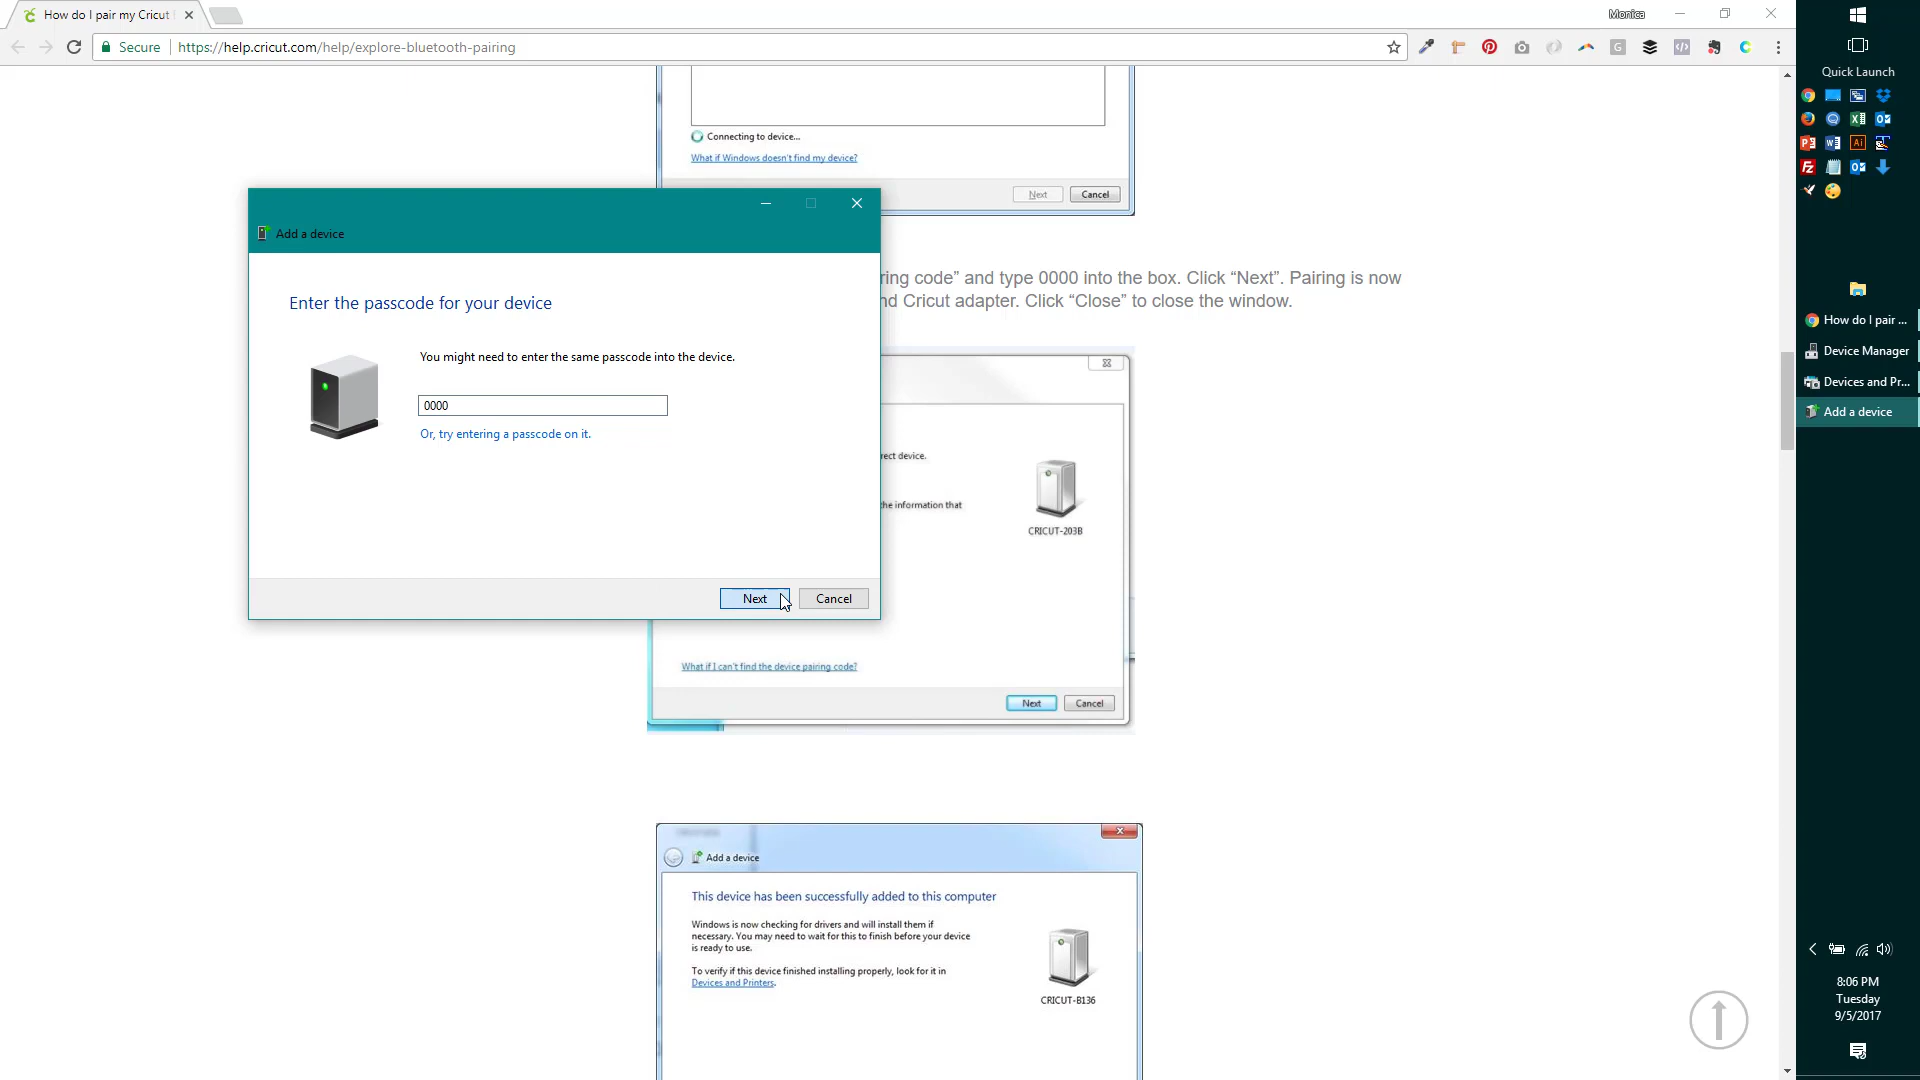 How do I pair my Cricut
Monica
Secure
https://help.cricut.com/help/explore-bluetooth-pairing
Connecting to device...
What if Windows doesn't find my device?
Next
Cancel
Add a device
Enter the passcode for your device
You might need to enter the same passcode into the device.
0000
Or, try entering a passcode on it.
Next
Cancel
ring code” and type 0000 into the box. Click “Next”. Pairing is now
nd Cricut adapter. Click “Close” to close the window.
rect device.
the information that
CRICUT-203B
What if I can't find the device pairing code?
Next
Cancel
Add a device
This device has been successfully added to this computer
Windows is now checking for drivers and will install them if
necessary. You may need to wait for this to finish before your device
is ready to use.
To verify if this device finished installing properly, look for it in
Devices and Printers.
CRICUT-B136
Quick Launch
How do I pair ...
Device Manager
Devices and Pr...
Add a device
8:06 PM
Tuesday
9/5/2017